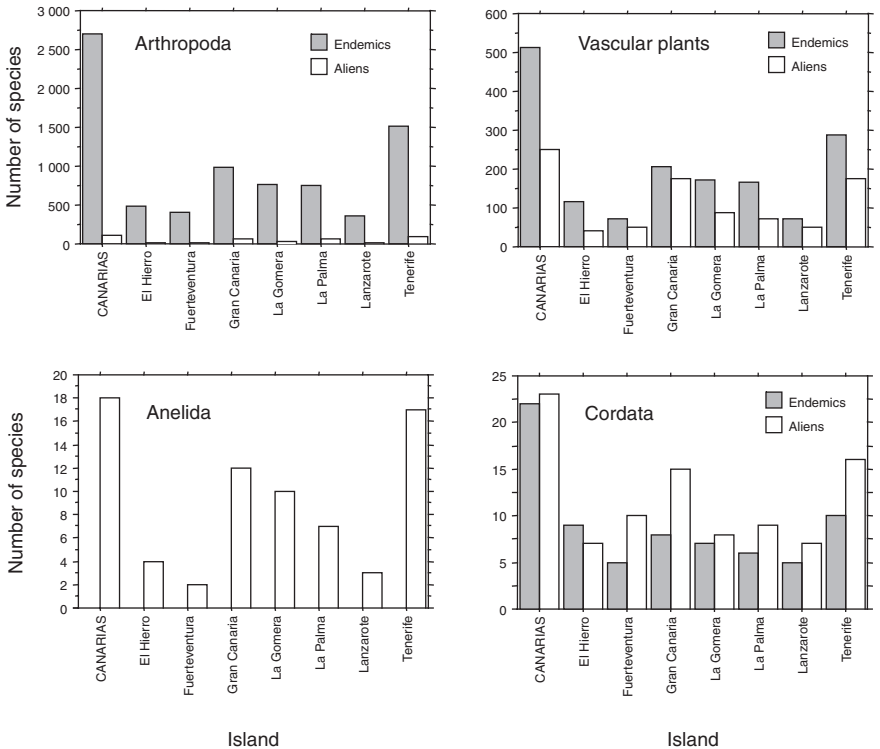 Arthropoda
Endemics
Aliens
Number of species
3 000
2 500
2 000
1 500
1 000
500
0
CANARIAS
El Hierro
Fuerteventura
Gran Canaria
La Gomera
La Palma
Lanzarote
Tenerife
Vascular plants
Endemics
Aliens
600
500
400
300
200
100
0
CANARIAS
El Hierro
Fuerteventura
Gran Canaria
La Gomera
La Palma
Lanzarote
Tenerife
Anelida
Number of species
20
18
16
14
12
10
8
6
4
2
0
CANARIAS
El Hierro
Fuerteventura
Gran Canaria
La Gomera
La Palma
Lanzarote
Tenerife
Island
Cordata
Endemics
Aliens
25
20
15
10
5
0
CANARIAS
El Hierro
Fuerteventura
Gran Canaria
La Gomera
La Palma
Lanzarote
Tenerife
Island